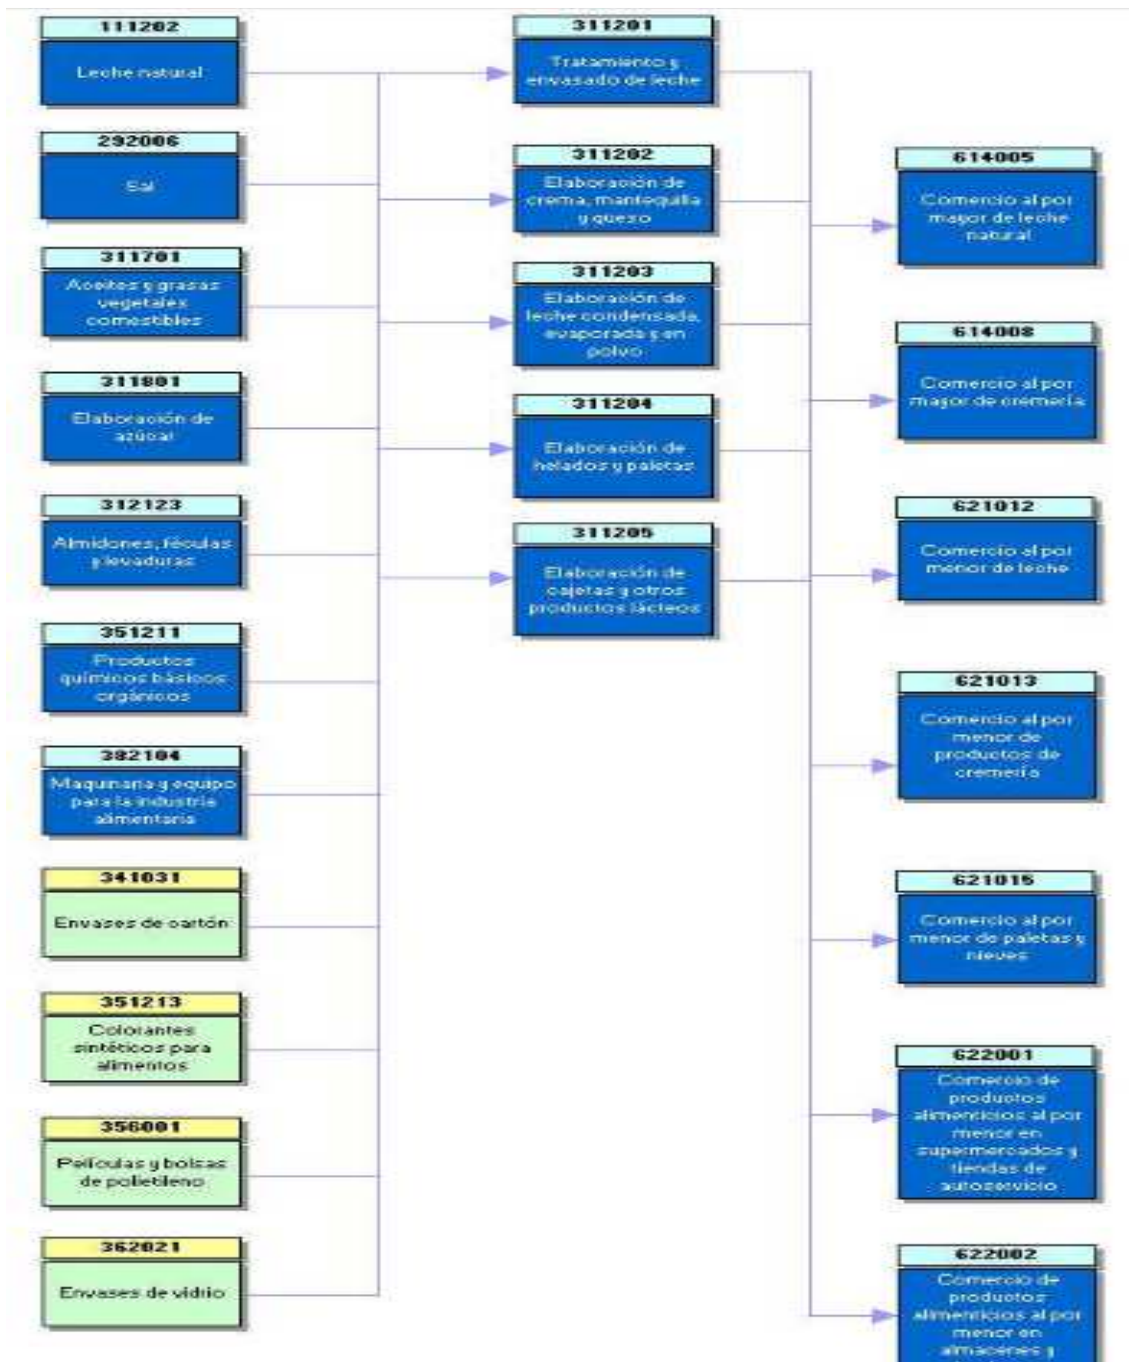 111202
Leche natural
292006
Sal
311701
Aceites y grasas
vegetales
comestibles
311801
Elaboración de
azúcar
312123
Almidones, féculas
y levaduras
351211
Productos
químicos básicos
orgánicos
382104
Maquinaria y equipo
para la industria
alimentaria
341031
Envases de cartón
351213
Colorantes
sintéticos para
alimentos
356001
Películas y bolsas
de polietileno
362021
Envases de vidrio
311201
Tratamiento y
envasado de leche
311202
Elaboración de
crema, mantequilla
y queso
311203
Elaboración de
leche condensada,
evaporada y en
polvo
311204
Elaboración de
helados y paletas
311205
Elaboración de
cajetas y otros
productos lácteos
614005
Comercio al por
mayor de leche
natural
614008
Comercio al por
mayor de cremería
621012
Comercio al por
menor de leche
621013
Comercio al por
menor de
productos de
cremería
621015
Comercio al por
menor de paletas y
nieves
622001
Comercio de
productos
alimenticios al por
menor en
supermercados y
tiendas de
autoservicio
622002
Comercio de
productos
alimenticios al por
menor en
almacenes y